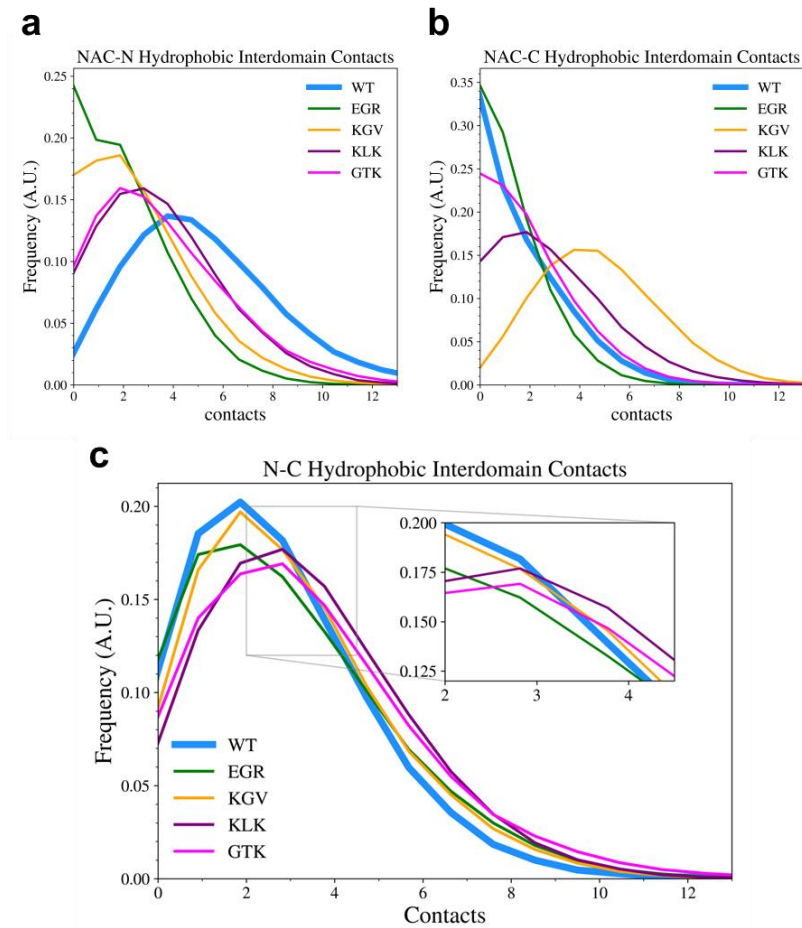 a
NAC-N Hydrophobic Interdomain Contacts
0.25
0.20
0.15
0.10
0.05
0.00
Frequency (A.U.)
WT
EGR
KGV
KLK
GTK
0 2 4 6 8 10 12
contacts
b
NAC-C Hydrophobic Interdomain Contacts
0.35
0.30
0.25
0.20
0.15
0.10
0.05
0.00
Frequency (A.U.)
WT
EGR
KGV
KLK
GTK
0 2 4 6 8 10 12
contacts
c
N-C Hydrophobic Interdomain Contacts
0.20
0.15
0.10
0.05
0.00
Frequency (A.U.)
0.200
0.175
0.150
0.125
2 3 4
WT
EGR
KGV
KLK
GTK
0 2 4 6 8 10 12
Contacts